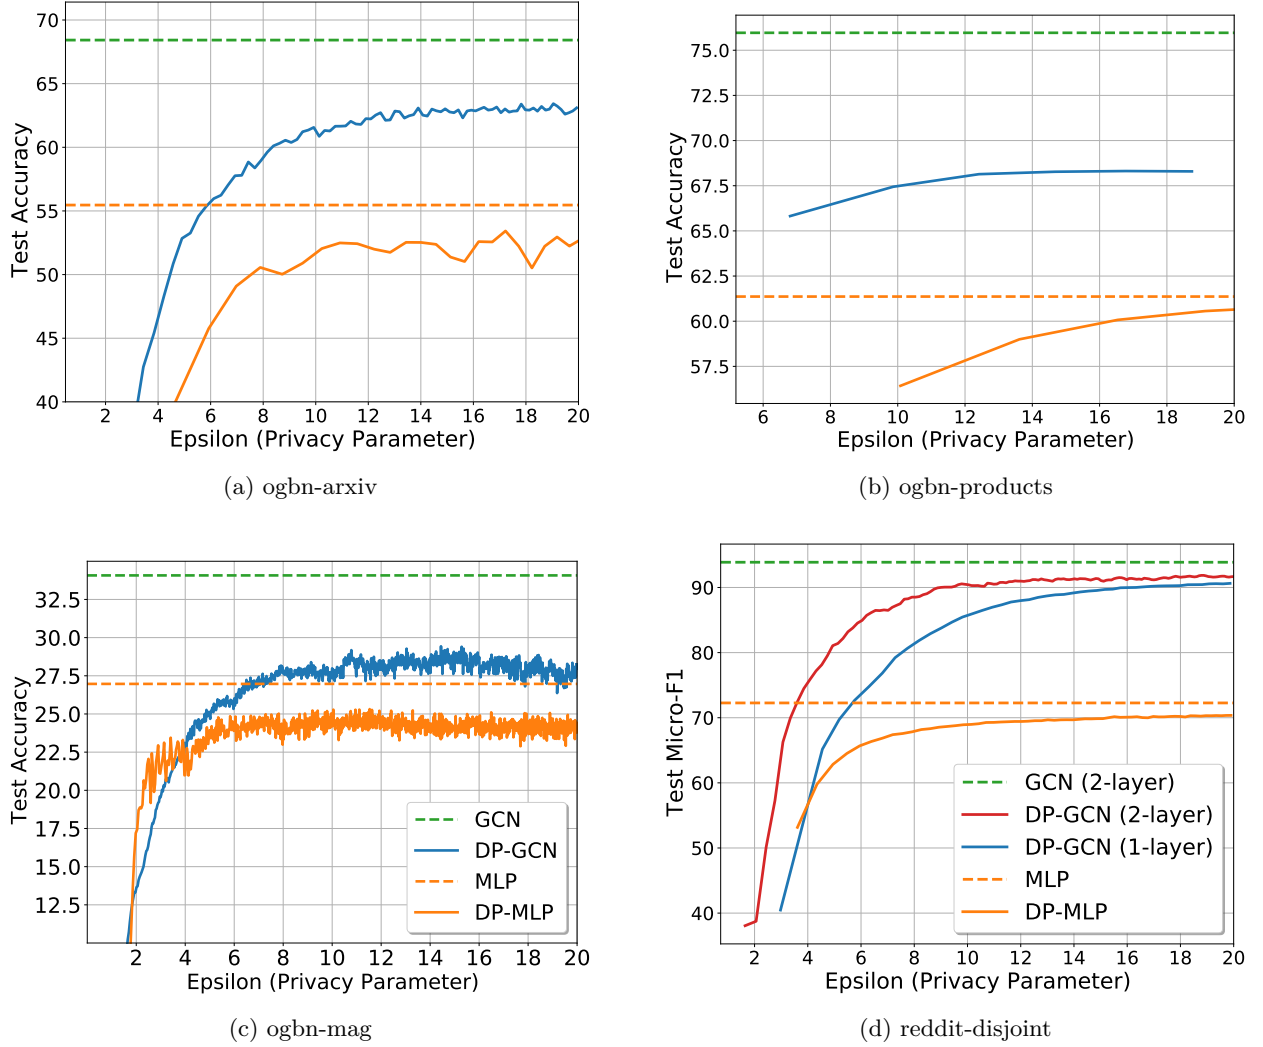 70
65
60
55
50
45
40
Test Accuracy
2 4 6 8 10 12 14 16 18 20
Epsilon (Privacy Parameter)
(a) ogbn-arxiv
75.0
72.5
70.0
67.5
65.0
62.5
60.0
57.5
Test Accuracy
6 8 10 12 14 16 18 20
Epsilon (Privacy Parameter)
(b) ogbn-products
32.5
30.0
27.5
25.0
22.5
20.0
17.5
15.0
12.5
Test Accuracy
GCN
DP-GCN
MLP
DP-MLP
2 4 6 8 10 12 14 16 18 20
Epsilon (Privacy Parameter)
(c) ogbn-mag
90
80
70
60
50
40
Test Micro-F1
GCN (2-layer)
DP-GCN (2-layer)
DP-GCN (1-layer)
MLP
DP-MLP
2 4 6 8 10 12 14 16 18 20
Epsilon (Privacy Parameter)
(d) reddit-disjoint